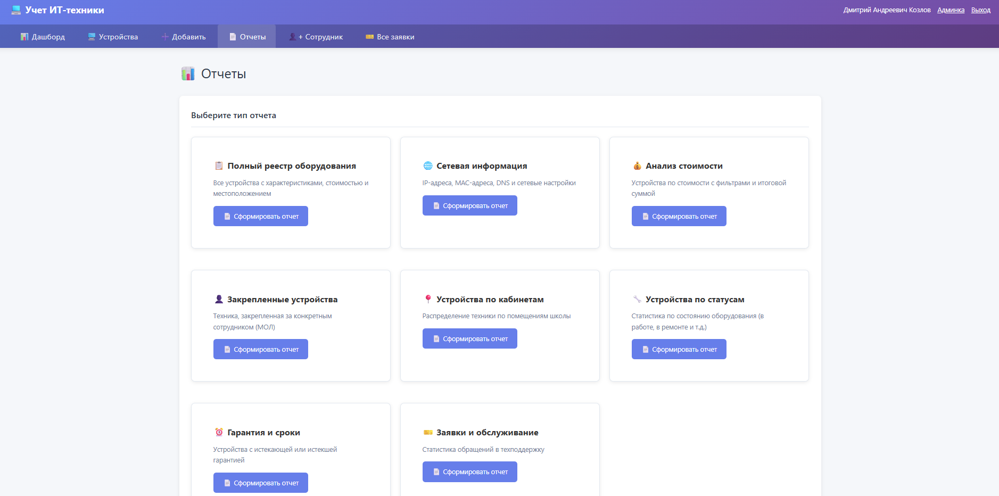 Учет ИТ-техники
Дмитрий Андреевич Козлов Админка Выход
Дашборд Устройства Добавить Отчеты + Сотрудник Все заявки
Отчеты
Выберите тип отчета
Полный реестр оборудования
Все устройства с характеристиками, стоимостью и
местоположением
Сформировать отчет
Сетевая информация
IP-адреса, MAC-адреса, DNS и сетевые настройки
Сформировать отчет
Анализ стоимости
Устройства по стоимости с фильтрами и итоговой
суммой
Сформировать отчет
Закрепленные устройства
Техника, закрепленная за конкретным
сотрудником (МОЛ)
Сформировать отчет
Устройства по кабинетам
Распределение техники по помещениям школы
Сформировать отчет
Устройства по статусам
Статистика по состоянию оборудования (в
работе, в ремонте и т.д.)
Сформировать отчет
Гарантия и сроки
Устройства с истекающей или истекшей
гарантией
Сформировать отчет
Заявки и обслуживание
Статистика обращений в техподдержку
Сформировать отчет